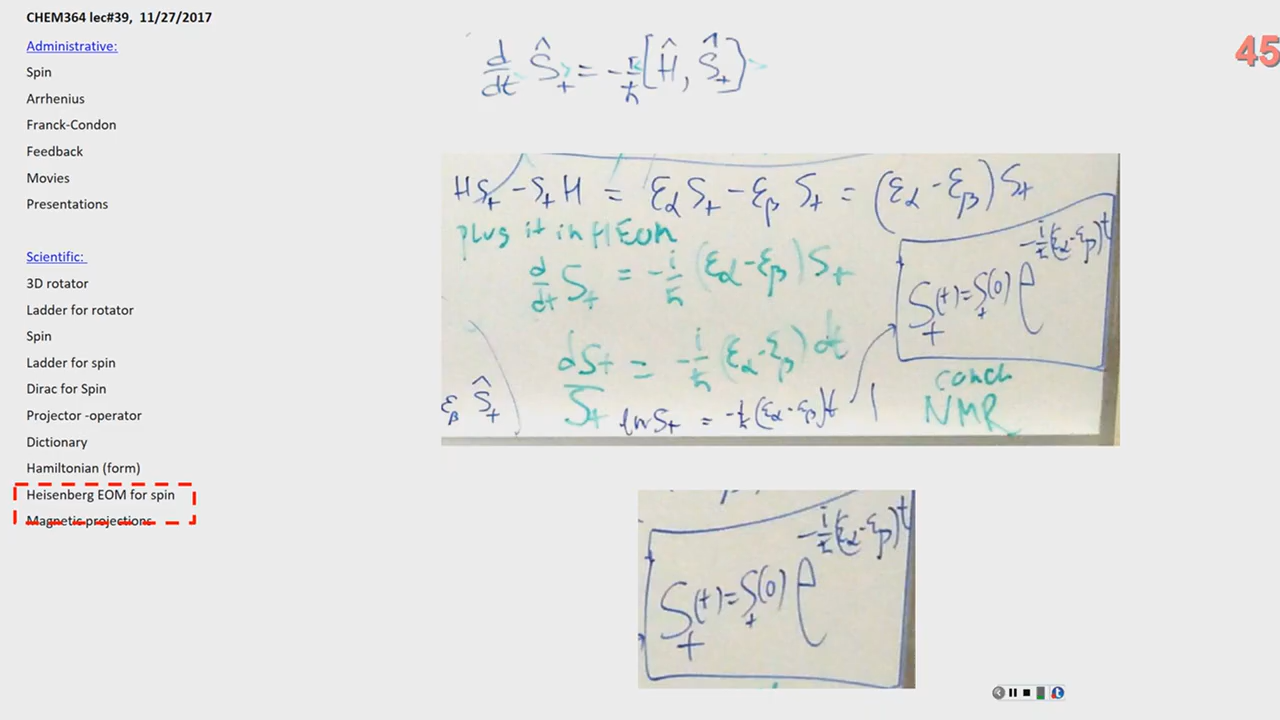 CHEM364 lec#39, 11/27/2017
45
Administrative:
Spin
Arrhenius
Franck-Condon
Feedback
Movies
Presentations
Scientific:
3D rotator
Ladder for rotator
Spin
Ladder for spin
Dirac for Spin
Projector -operator
Dictionary
Hamiltonian (form)
Heisenberg EOM for spin
Magnetic projections
d/dt Ŝ₊ = -i/ħ [Ĥ, Ŝ₊]
HS₊ - S₊H = εα S₊ - εβ S₊ = (εα - εβ) S₊
plug it in HEOM
d/dt S₊ = -i/ħ (εα - εβ) S₊
S₊(t) = S₊(0) e^{-i/ħ(εα-εβ)t}
dS₊/S₊ = -i/ħ (εα - εβ) dt
εβ Ŝ₊
ln S₊ = -i/ħ (εα - εβ) t
NMR
S₊(t) = S₊(0) e^{-i/ħ(εα-εβ)t}